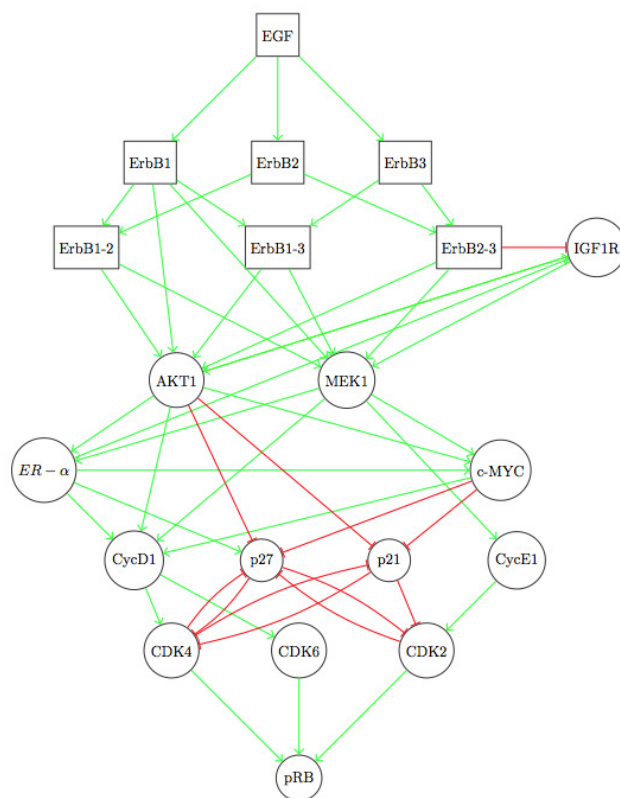 EGF
ErbB1 ErbB2 ErbB3
ErbB1-2 ErbB1-3 ErbB2-3 IGF1R
AKT1 MEK1
ER − α c-MYC
CycD1 p27 p21 CycE1
CDK4 CDK6 CDK2
pRB